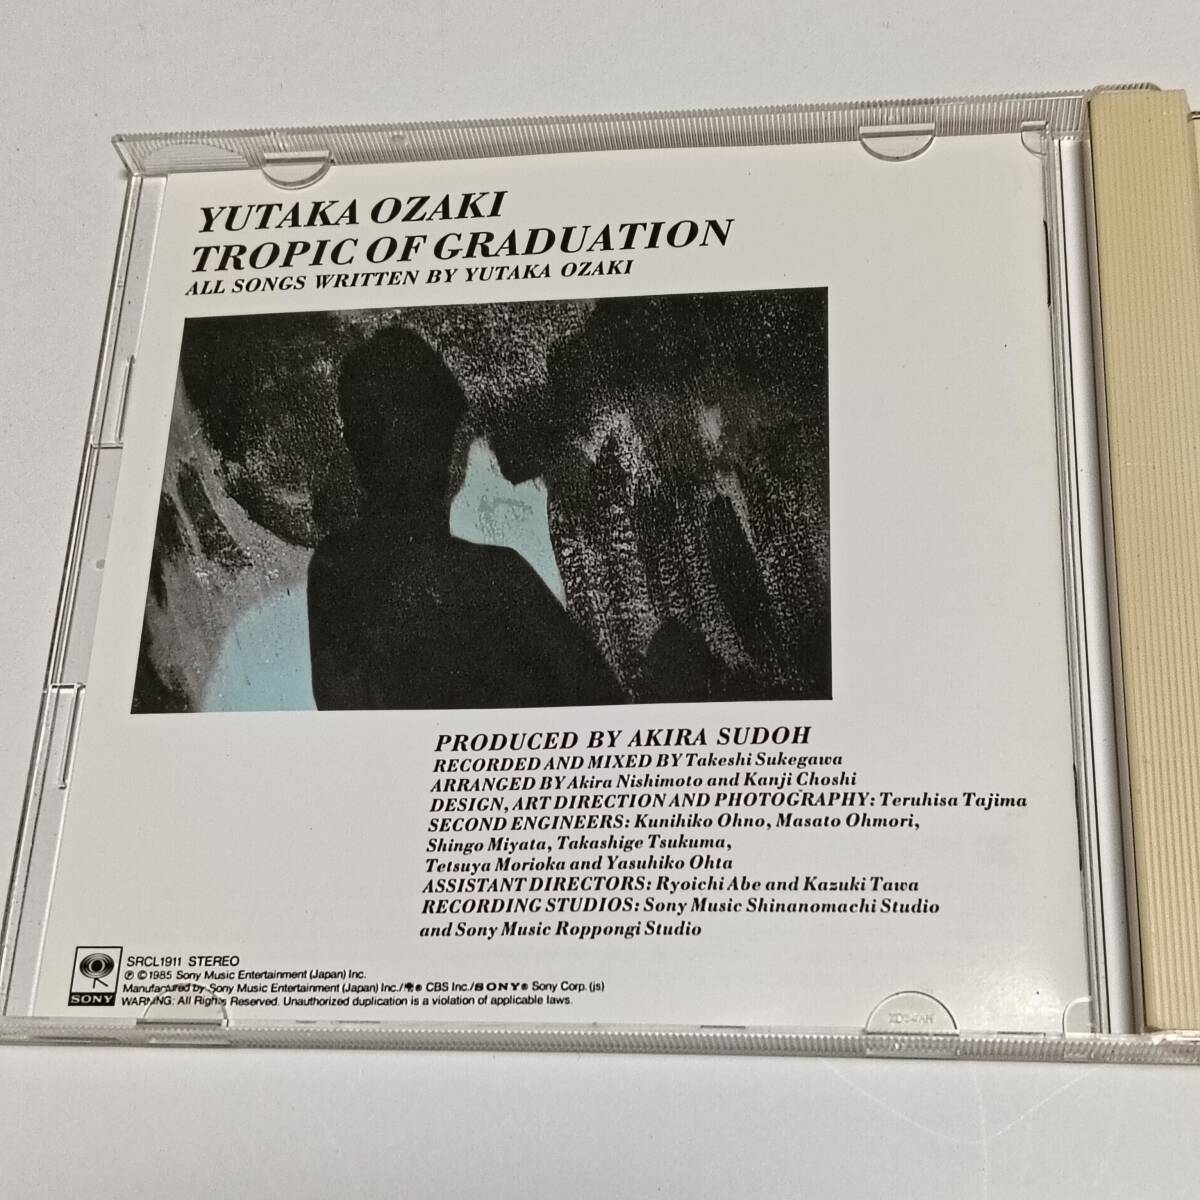 YUTAKA OZAKI
TROPIC OF GRADUATION
ALL SONGS WRITTEN BY YUTAKA OZAKI
PRODUCED BY AKIRA SUDOH
RECORDED AND MIXED BY Takeshi Sukegawa
ARRANGED BY Akira Nishimoto and Kanji Choshi
DESIGN, ART DIRECTION AND PHOTOGRAPHY: Teruhisa Tajima
SECOND ENGINEERS: Kunihiko Ohno, Masato Ohmori,
Shingo Miyata, Takashige Tsukuma,
Tetsuya Morioka and Yasuhiko Ohta
ASSISTANT DIRECTORS: Ryoichi Abe and Kazuki Tawa
RECORDING STUDIOS: Sony Music Shinanomachi Studio
and Sony Music Roppongi Studio
SRCL1911 STEREO
℗ © 1985 Sony Music Entertainment (Japan) Inc.
Manufactured by Sony Music Entertainment (Japan) Inc./® CBS Inc./SONY® Sony Corp. (js)
WARNING: All Rights Reserved. Unauthorized duplication is a violation of applicable laws.
SONY